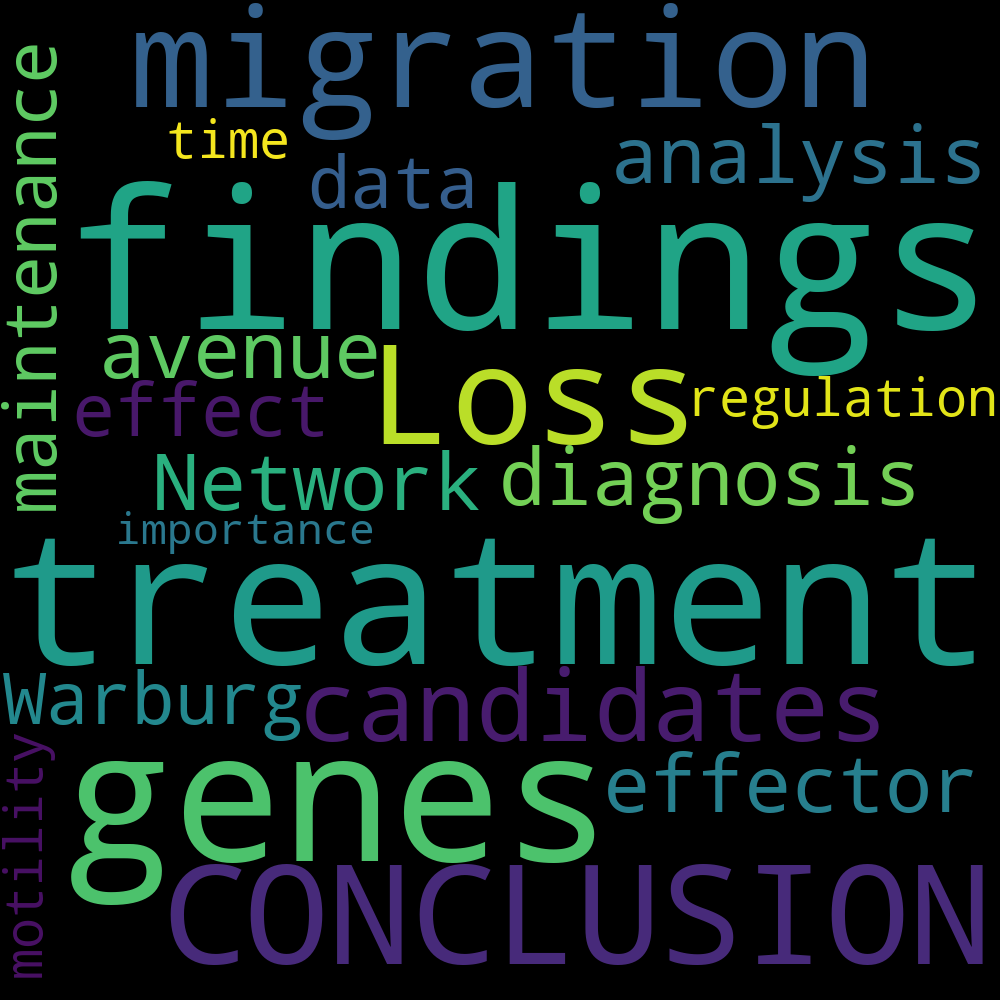 migration
maintenance
time
analysis
data
findings
avenue
Loss
effect
regulation
Network
diagnosis
importance
treatment
Warburg
candidates
motility
genes
effector
CONCLUSION